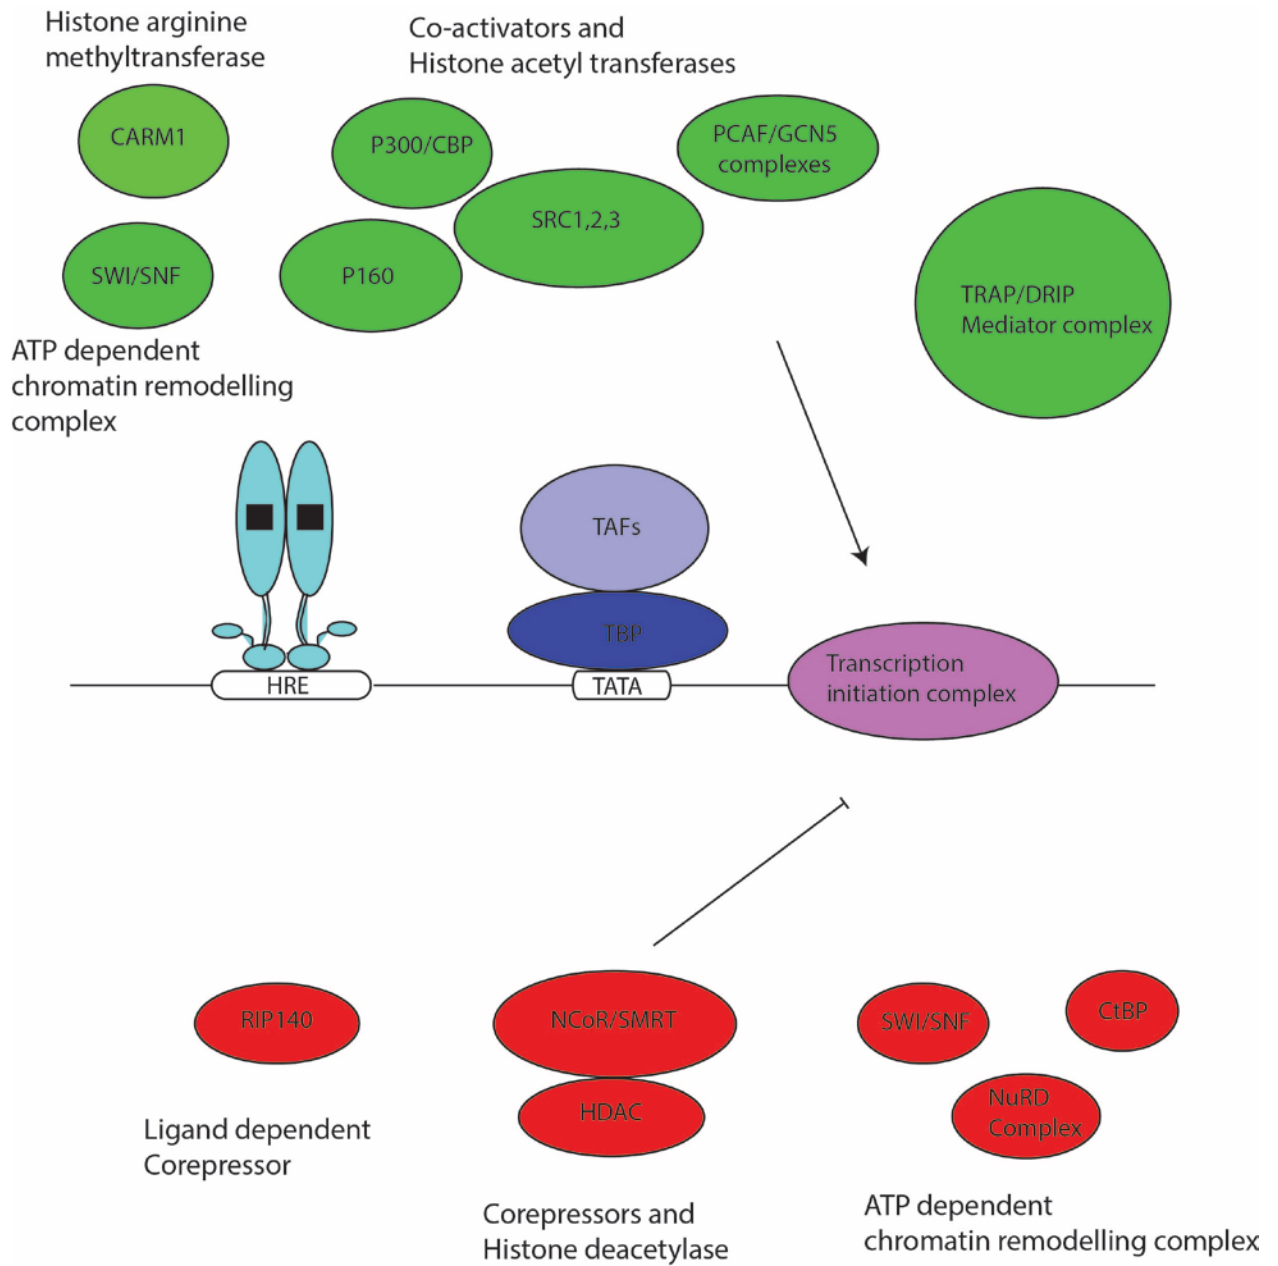 Histone arginine
methyltransferase
Co-activators and
Histone acetyl transferases
CARM1
P300/CBP
PCAF/GCN5
complexes
SRC1,2,3
SWI/SNF
P160
TRAP/DRIP
Mediator complex
ATP dependent
chromatin remodelling
complex
TAFs
TBP
HRE
TATA
Transcription
initiation complex
RIP140
NCoR/SMRT
SWI/SNF
CtBP
HDAC
NuRD
Complex
Ligand dependent
Corepressor
Corepressors and
Histone deacetylase
ATP dependent
chromatin remodelling complex